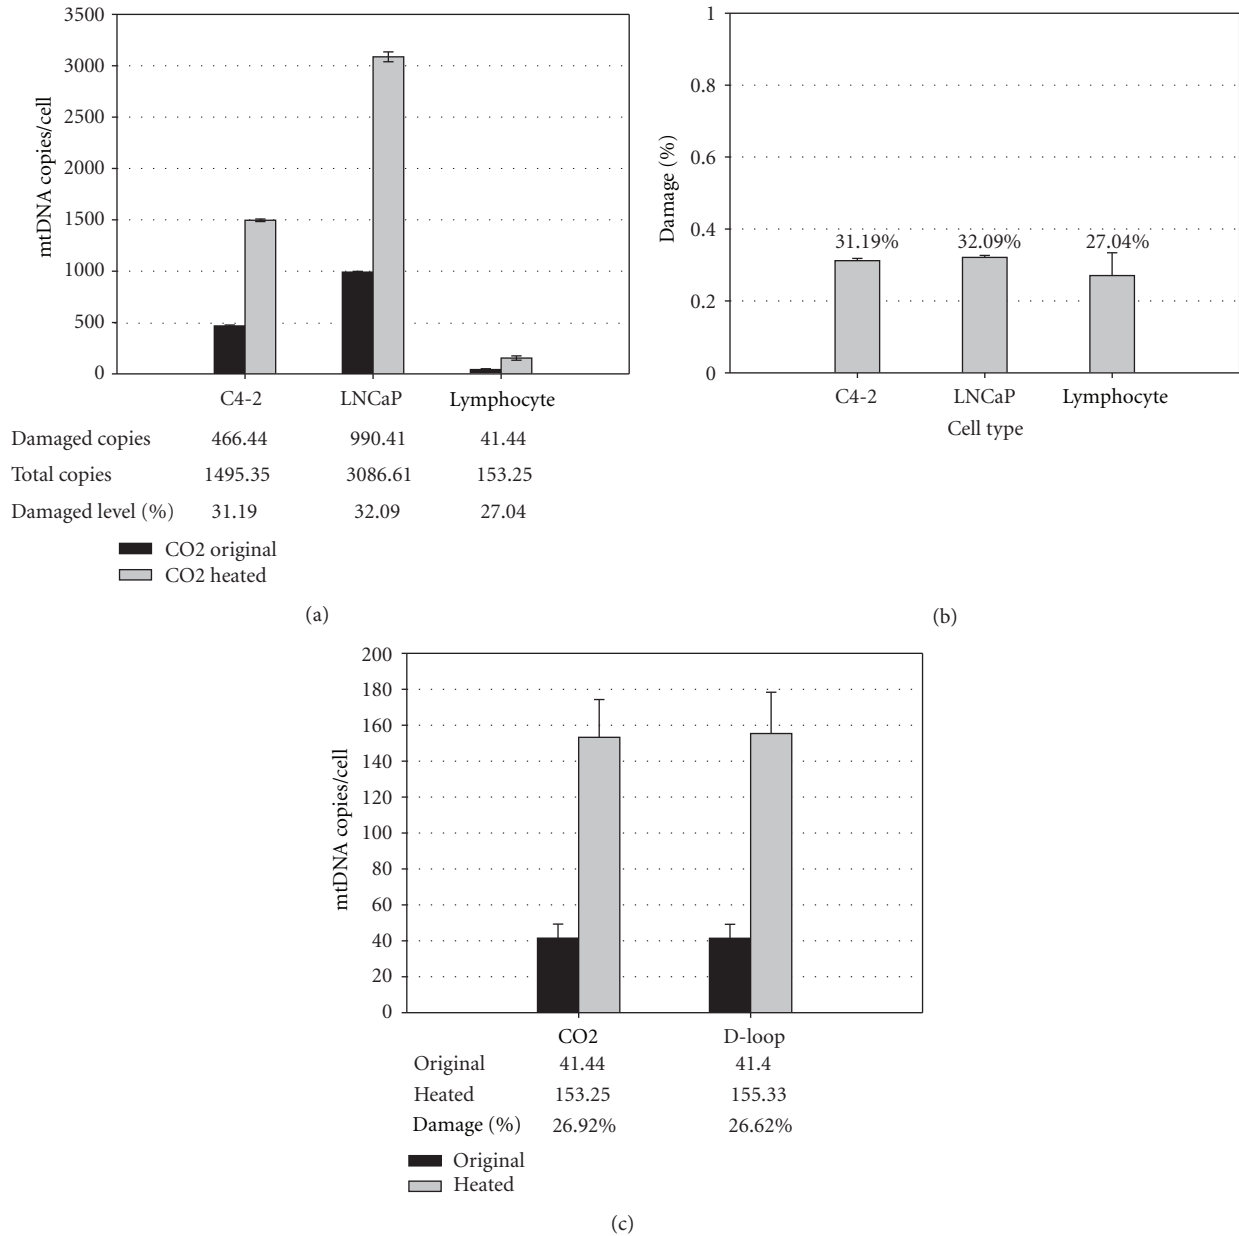 3500
3000
2500
2000
1500
1000
500
0
mtDNA copies/cell
C4-2 LNCaP Lymphocyte
Damaged copies 466.44 990.41 41.44
Total copies 1495.35 3086.61 153.25
Damaged level (%) 31.19 32.09 27.04
CO2 original
CO2 heated
(a)
1
0.8
0.6
0.4
0.2
0
Damage (%)
31.19% 32.09% 27.04%
C4-2 LNCaP Lymphocyte
Cell type
(b)
200
180
160
140
120
100
80
60
40
20
0
mtDNA copies/cell
CO2 D-loop
Original 41.44 41.4
Heated 153.25 155.33
Damage (%) 26.92% 26.62%
Original
Heated
(c)